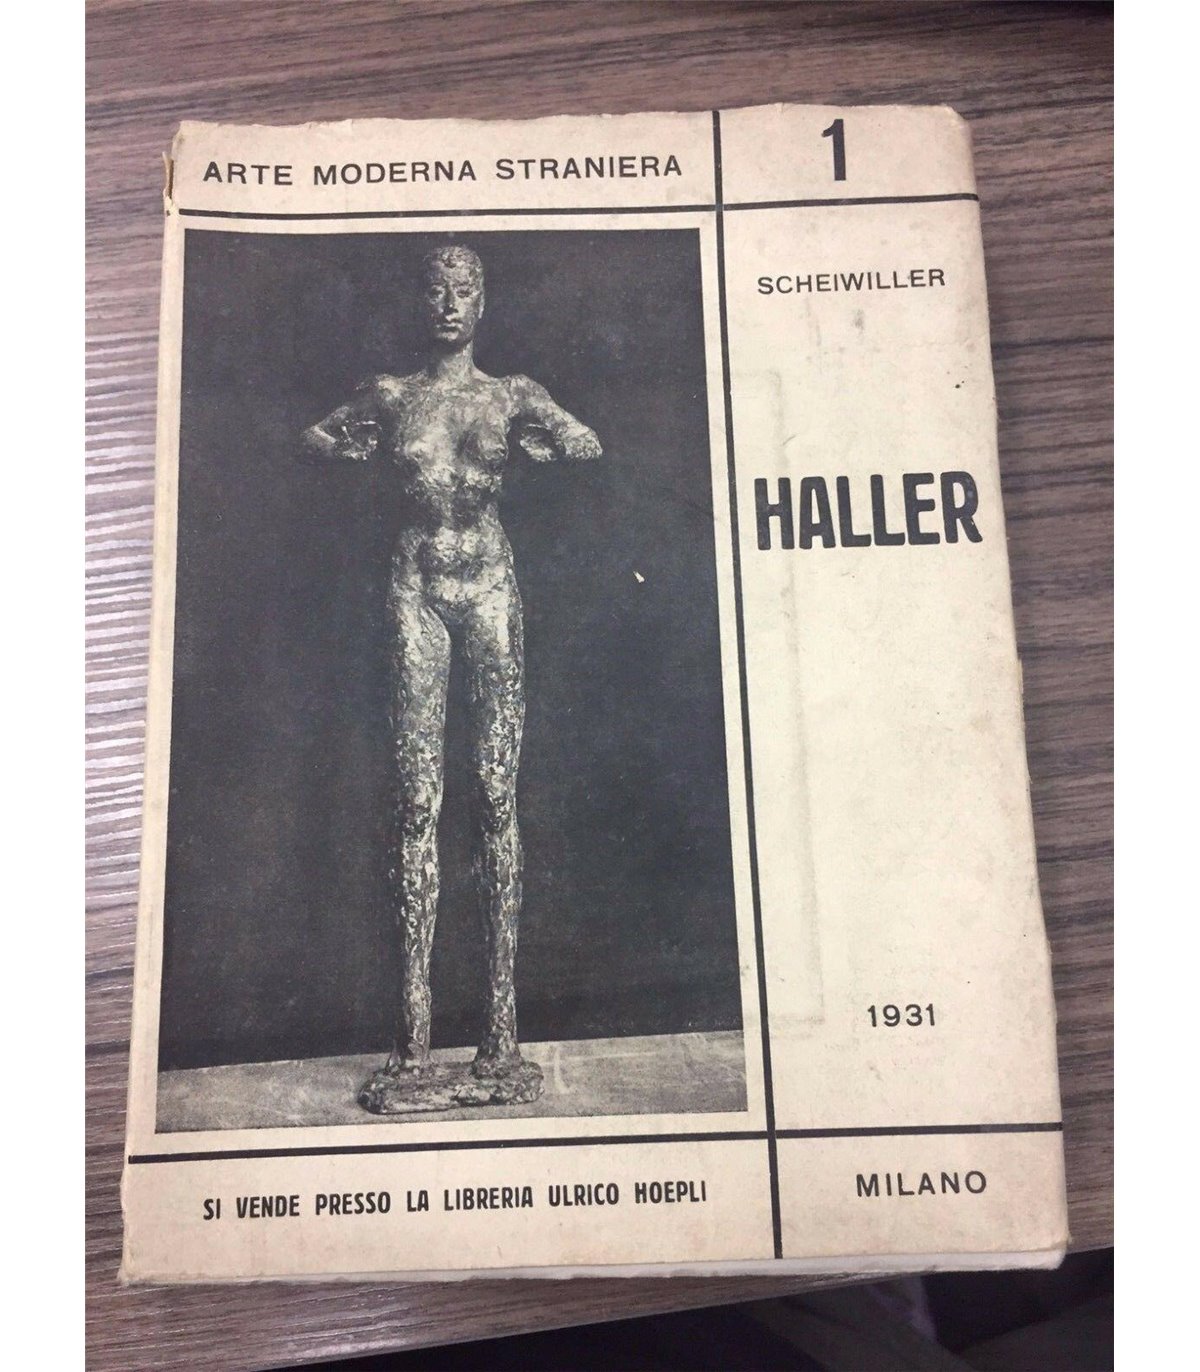 ARTE MODERNA STRANIERA
1
SCHEIWILLER
HALLER
1931
SI VENDE PRESSO LA LIBRERIA ULRICO HOEPLI
MILANO